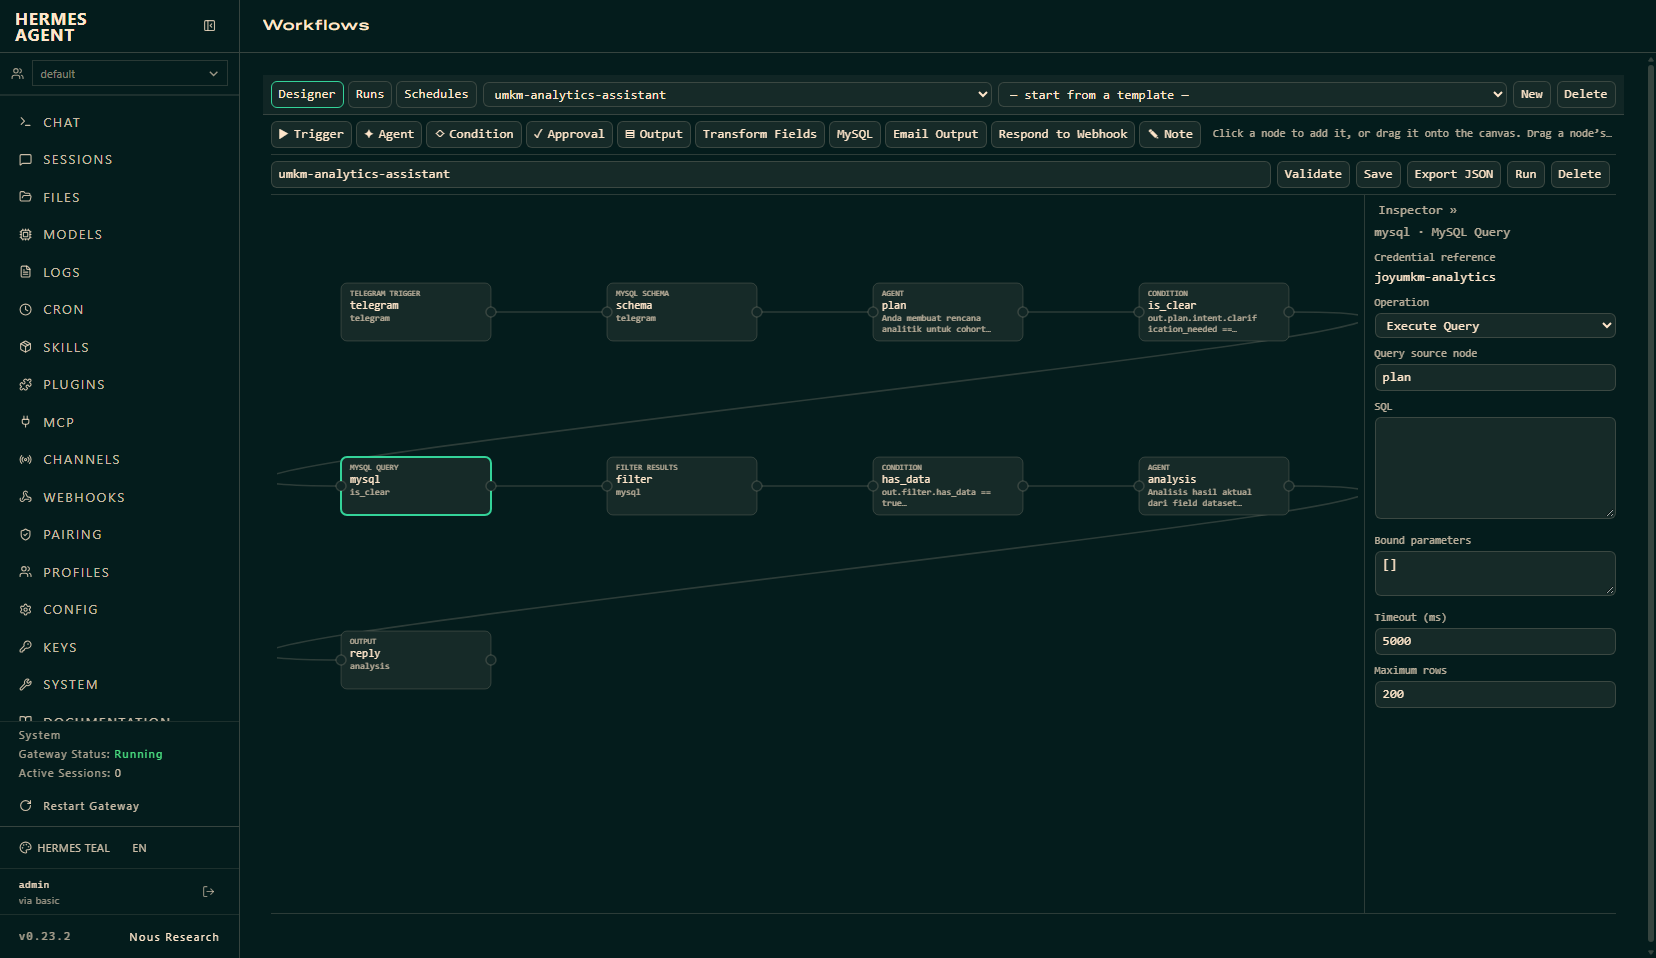 HERMES
AGENT
default
CHAT
SESSIONS
FILES
MODELS
LOGS
CRON
SKILLS
PLUGINS
MCP
CHANNELS
WEBHOOKS
PAIRING
PROFILES
CONFIG
KEYS
SYSTEM
DOCUMENTATION
System
Gateway Status: Running
Active Sessions: 0
Restart Gateway
HERMES TEAL EN
admin
via basic
v0.23.2 Nous Research
Workflows
Designer Runs Schedules umkm-analytics-assistant — start from a template — New Delete
Trigger Agent Condition Approval Output Transform Fields MySQL Email Output Respond to Webhook Note Click a node to add it, or drag it onto the canvas. Drag a node's…
umkm-analytics-assistant Validate Save Export JSON Run Delete
TELEGRAM TRIGGER
telegram
telegram
MYSQL SCHEMA
schema
telegram
AGENT
plan
Anda membuat rencana
analitik untuk cohort…
CONDITION
is_clear
out.plan.intent.clarif
ication_needed ==…
MYSQL QUERY
mysql
is_clear
FILTER RESULTS
filter
mysql
CONDITION
has_data
out.filter.has_data ==
true…
AGENT
analysis
Analisis hasil aktual
dari field dataset…
OUTPUT
reply
analysis
Inspector »
mysql · MySQL Query
Credential reference
joyumkm-analytics
Operation
Execute Query
Query source node
plan
SQL
Bound parameters
[]
Timeout (ms)
5000
Maximum rows
200